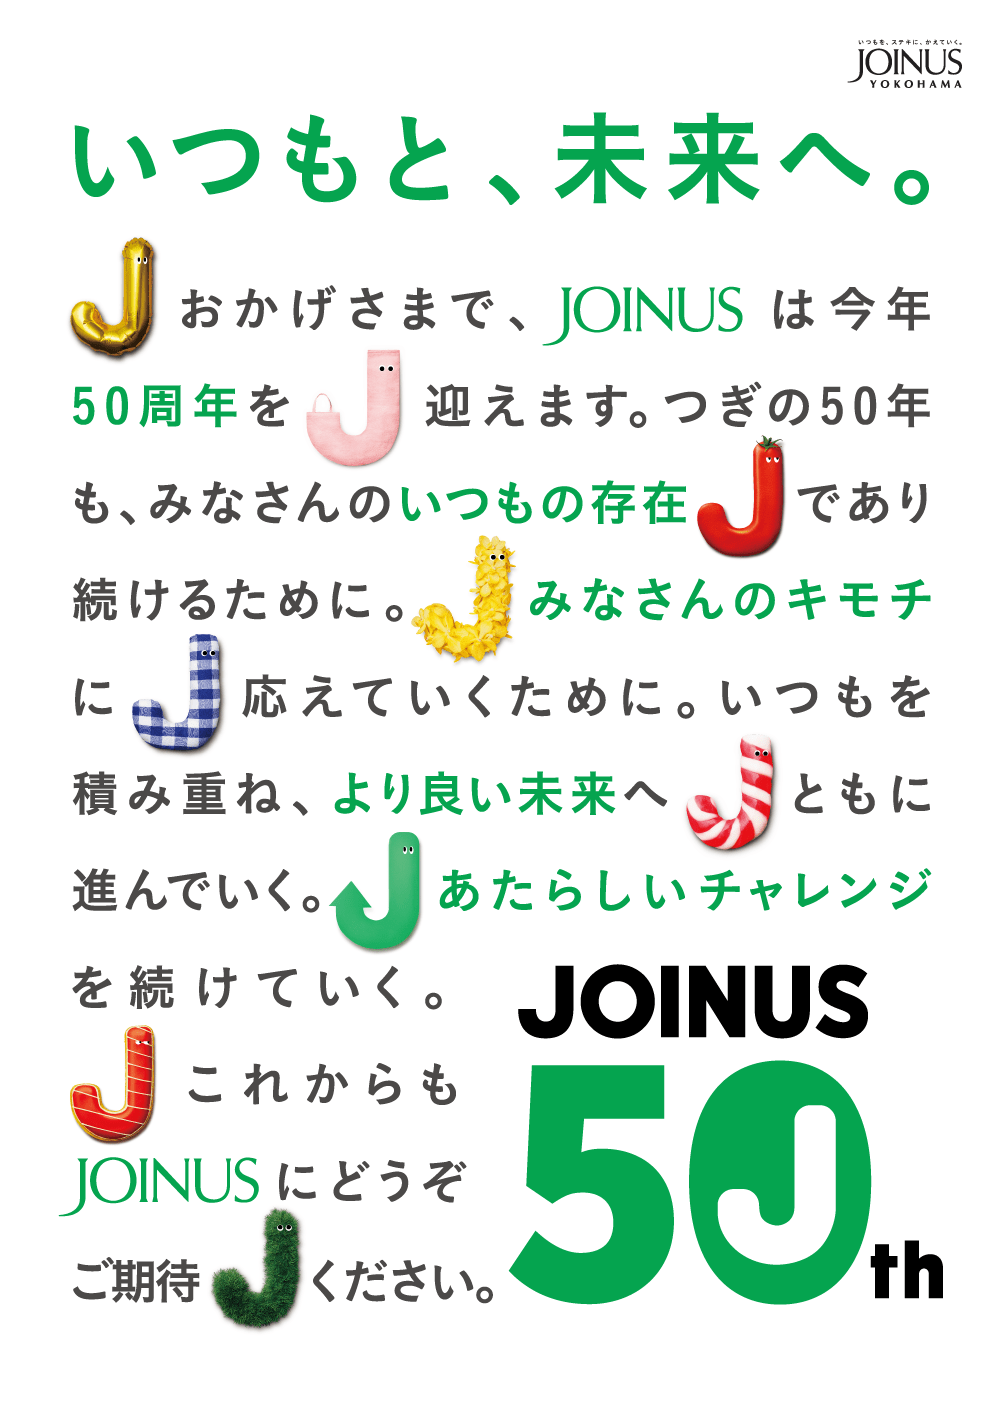 いつもを、ステキに、かえていく。
JOINUS
YOKOHAMA
いつもと、未来へ。
J おかげさまで、JOINUSは今年
50周年を J 迎えます。つぎの50年
も、みなさんのいつもの存在 J であり
続けるために。 J みなさんのキモチ
に J 応えていくために。いつもを
積み重ね、より良い未来へ J ともに
進んでいく。 J あたらしいチャレンジ
を続けていく。
J これからも
JOINUSにどうぞ
ご期待 J ください。
JOINUS
50 J
th